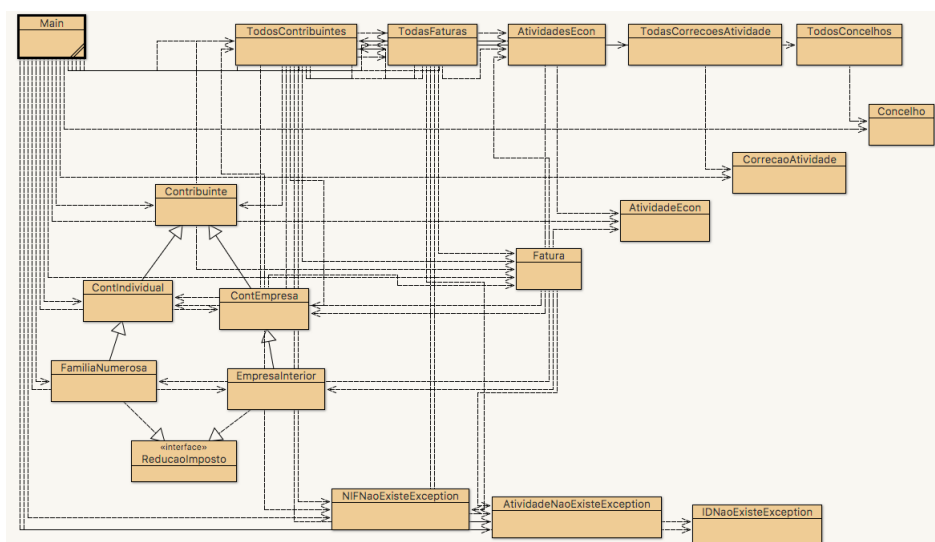 Main
TodosContribuintes
TodasFaturas
AtividadesEcon
TodasCorrecoesAtividade
TodosConcelhos
Concelho
CorrecaoAtividade
Contribuinte
AtividadeEcon
Fatura
ContIndividual
ContEmpresa
FamiliaNumerosa
EmpresaInterior
«interface»
ReducaoImposto
NIFNaoExisteException
AtividadeNaoExisteException
IDNaoExisteException